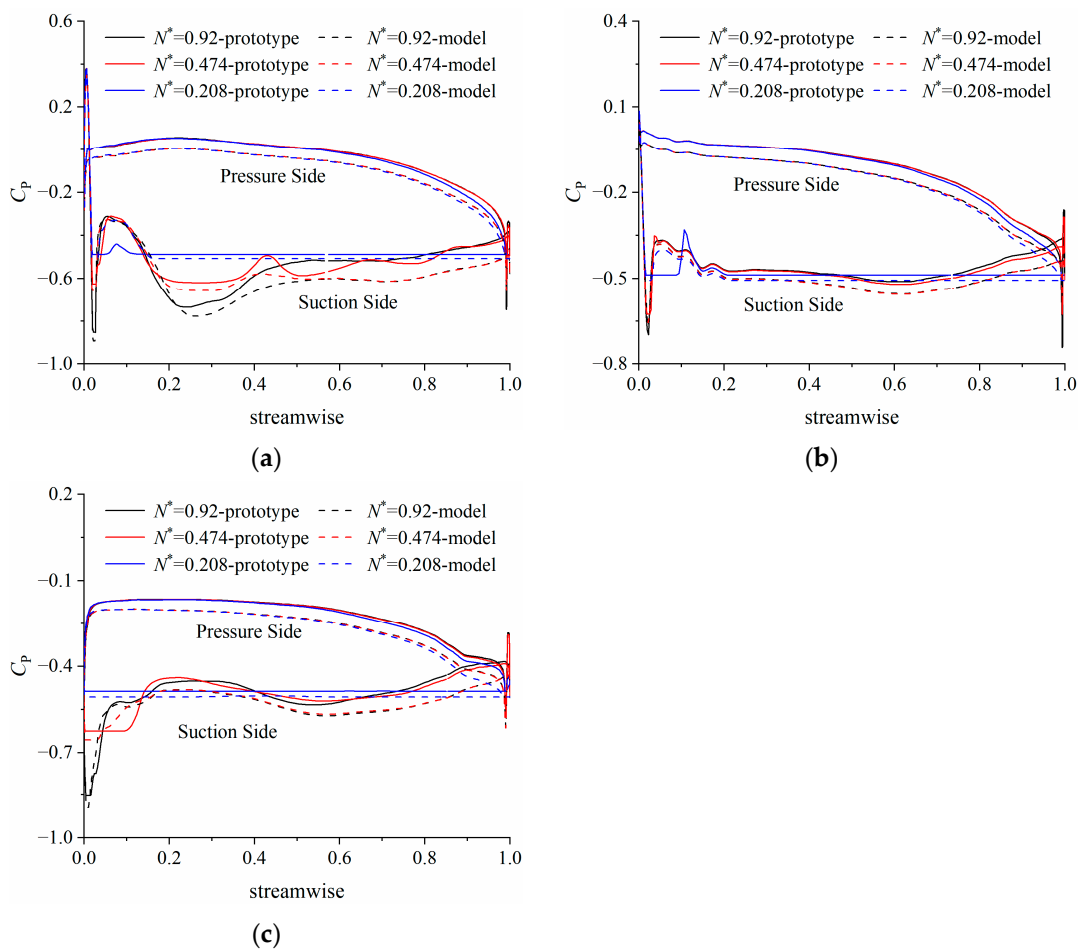 N*=0.92-prototype N*=0.92-model
N*=0.474-prototype N*=0.474-model
N*=0.208-prototype N*=0.208-model
0.6
0.2
−0.2
−0.6
−1.0
CP
Pressure Side
Suction Side
0.0 0.2 0.4 0.6 0.8 1.0
streamwise
(a)
N*=0.92-prototype N*=0.92-model
N*=0.474-prototype N*=0.474-model
N*=0.208-prototype N*=0.208-model
0.4
0.1
−0.2
−0.5
−0.8
CP
Pressure Side
Suction Side
0.0 0.2 0.4 0.6 0.8 1.0
streamwise
(b)
N*=0.92-prototype N*=0.92-model
N*=0.474-prototype N*=0.474-model
N*=0.208-prototype N*=0.208-model
0.2
−0.1
−0.4
−0.7
−1.0
CP
Pressure Side
Suction Side
0.0 0.2 0.4 0.6 0.8 1.0
streamwise
(c)